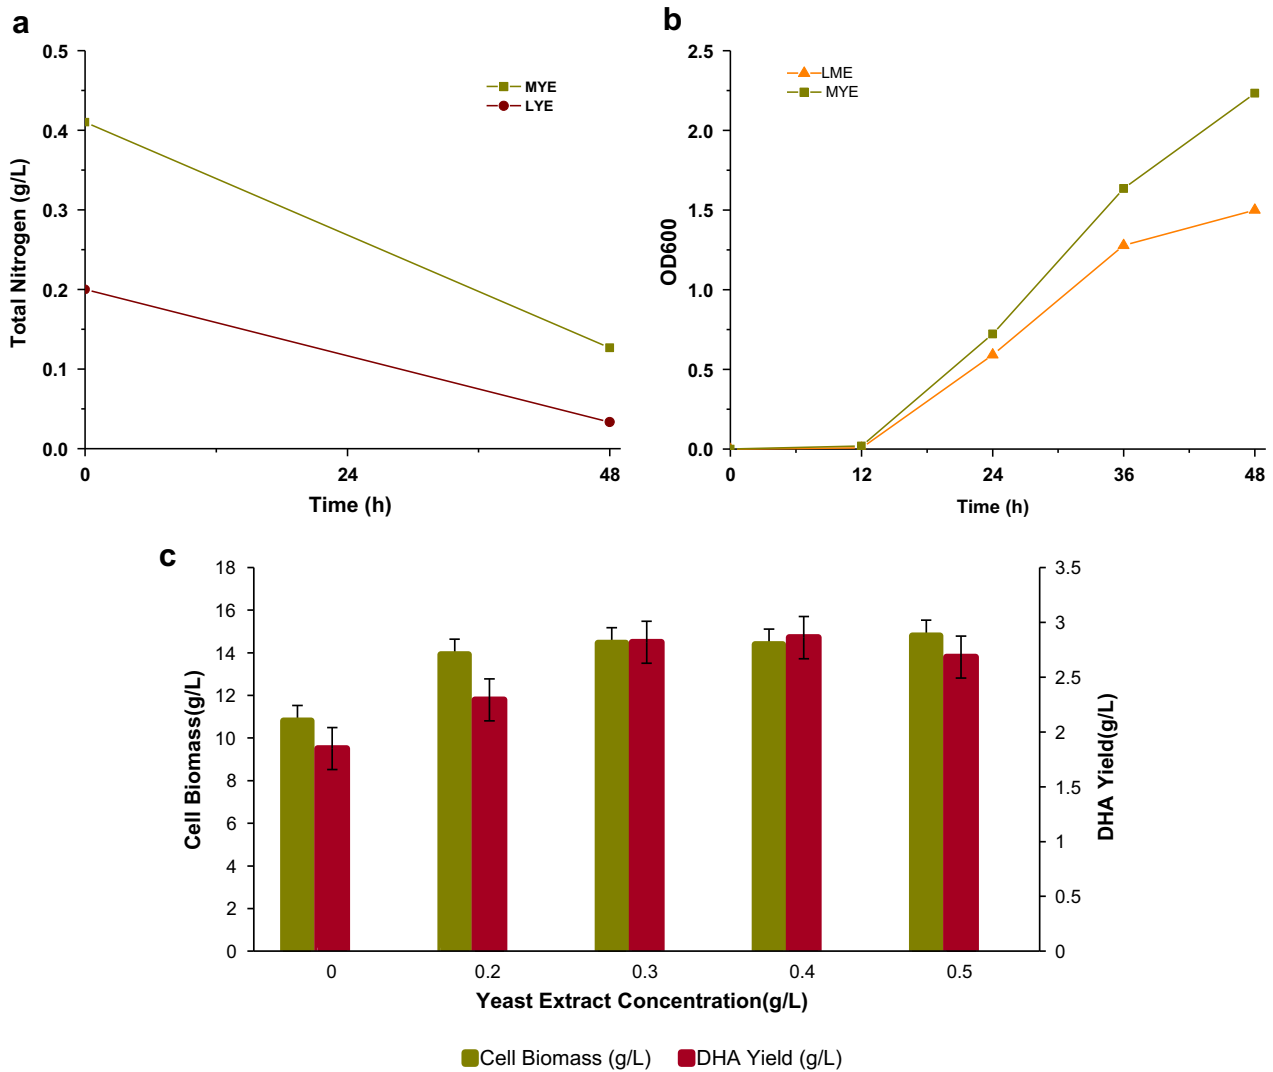 a
0.5
0.4
0.3
0.2
0.1
0.0
Total Nitrogen (g/L)
MYE
LYE
0
24
48
Time (h)
b
2.5
2.0
1.5
1.0
0.5
0.0
OD600
LME
MYE
0
12
24
36
48
Time (h)
c
18
16
14
12
10
8
6
4
2
0
Cell Biomass(g/L)
3.5
3
2.5
2
1.5
1
0.5
0
DHA Yield(g/L)
0
0.2
0.3
0.4
0.5
Yeast Extract Concentration(g/L)
Cell Biomass (g/L)
DHA Yield (g/L)